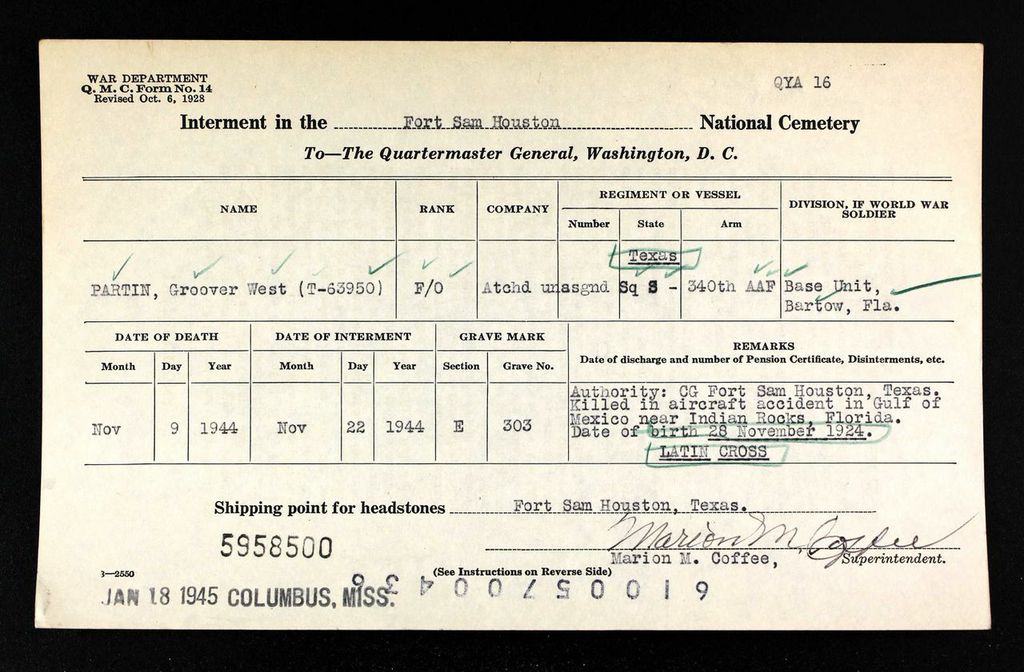 WAR DEPARTMENT
Q. M. C. Form No. 14
Revised Oct. 6, 1928
QYA 16
Interment in the Fort Sam Houston National Cemetery
To—The Quartermaster General, Washington, D. C.
NAME RANK COMPANY REGIMENT OR VESSEL DIVISION, IF WORLD WAR SOLDIER
Number State Arm
Texas
PARTIN, Groover West (T-63950) F/O Atchd unasgnd Sq S - 340th AAF Base Unit,
Bartow, Fla.
DATE OF DEATH DATE OF INTERMENT GRAVE MARK REMARKS
Date of discharge and number of Pension Certificate, Disinterments, etc.
Month Day Year Month Day Year Section Grave No.
Authority: CG Fort Sam Houston, Texas.
Killed in aircraft accident in Gulf of
Mexico near Indian Rocks, Florida.
Nov 9 1944 Nov 22 1944 E 303
Date of birth 28 November 1924.
LATIN CROSS
Shipping point for headstones Fort Sam Houston, Texas.
5958500
Marion M. Coffee
Marion M. Coffee, Superintendent.
3—2550
(See Instructions on Reverse Side)
JAN 18 1945 COLUMBUS, MISS.